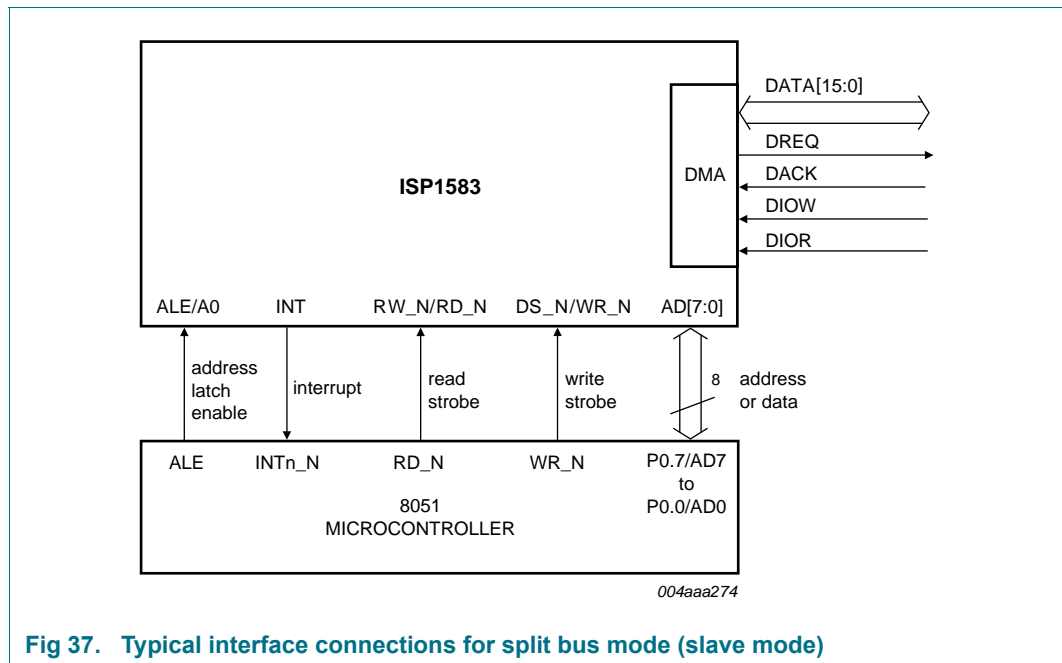 DATA[15:0]
DREQ
DMA
DACK
ISP1583
DIOW
DIOR
ALE/A0
INT
RW_N/RD_N
DS_N/WR_N
AD[7:0]
address
latch
enable
interrupt
read
strobe
write
strobe
8
address
or data
ALE
INTn_N
RD_N
WR_N
P0.7/AD7
to
P0.0/AD0
8051
MICROCONTROLLER
004aaa274
Fig 37. Typical interface connections for split bus mode (slave mode)